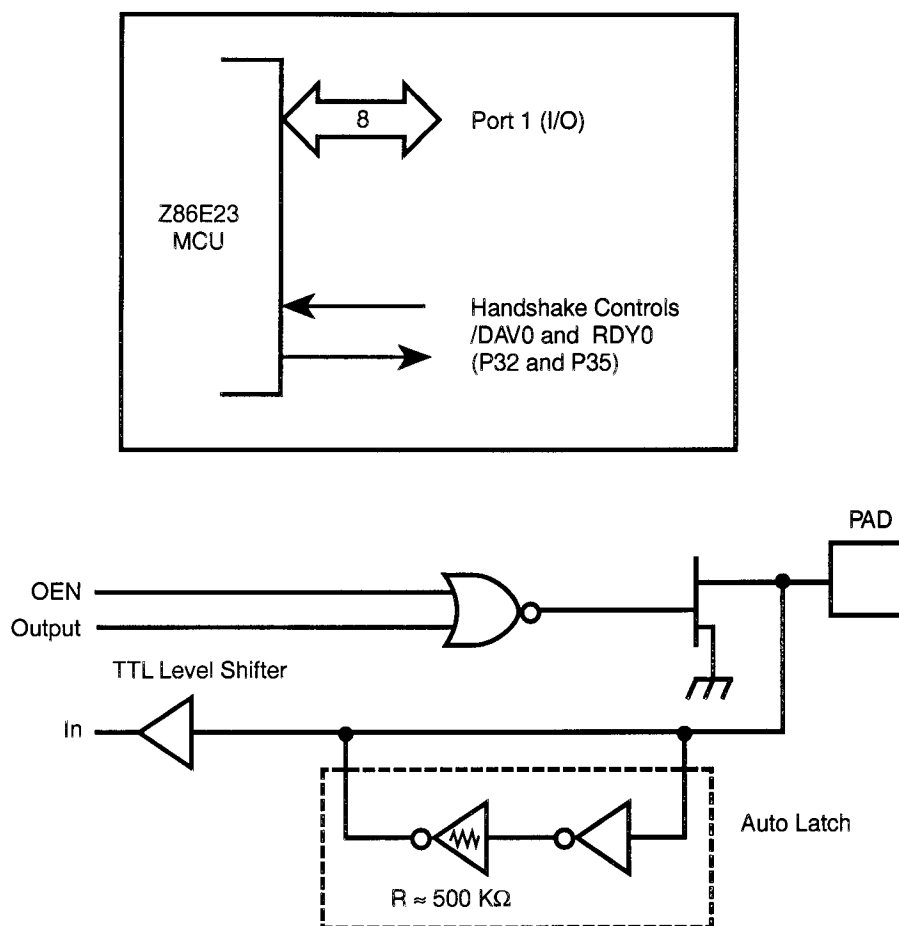 8
Port 1 (I/O)
Z86E23
MCU
Handshake Controls
/DAV0 and RDY0
(P32 and P35)
PAD
OEN
Output
TTL Level Shifter
In
Auto Latch
R ≈ 500 KΩ